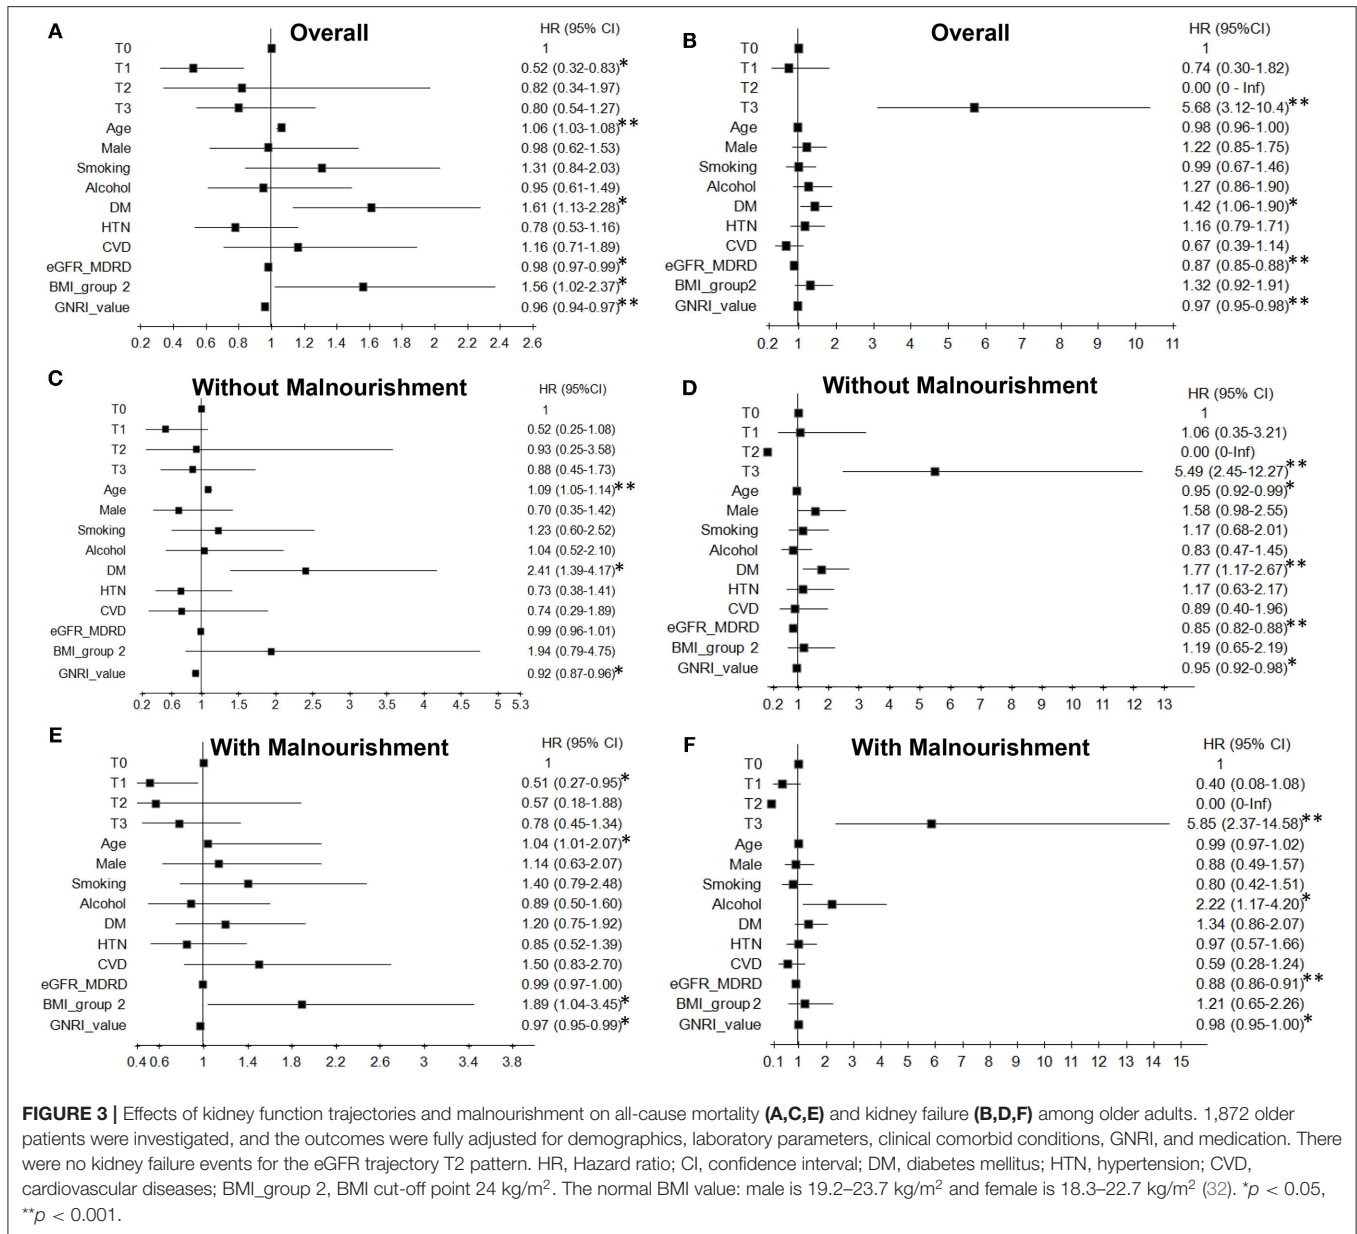 A
Overall
HR (95% CI)
T0 1
T1 0.52 (0.32-0.83)*
T2 0.82 (0.34-1.97)
T3 0.80 (0.54-1.27)
Age 1.06 (1.03-1.08)**
Male 0.98 (0.62-1.53)
Smoking 1.31 (0.84-2.03)
Alcohol 0.95 (0.61-1.49)
DM 1.61 (1.13-2.28)*
HTN 0.78 (0.53-1.16)
CVD 1.16 (0.71-1.89)
eGFR_MDRD 0.98 (0.97-0.99)*
BMI_group 2 1.56 (1.02-2.37)*
GNRI_value 0.96 (0.94-0.97)**
0.2 0.4 0.6 0.8 1 1.2 1.4 1.6 1.8 2 2.2 2.4 2.6
B
Overall
HR (95%CI)
T0 1
T1 0.74 (0.30-1.82)
T2 0.00 (0 - Inf)
T3 5.68 (3.12-10.4)**
Age 0.98 (0.96-1.00)
Male 1.22 (0.85-1.75)
Smoking 0.99 (0.67-1.46)
Alcohol 1.27 (0.86-1.90)
DM 1.42 (1.06-1.90)*
HTN 1.16 (0.79-1.71)
CVD 0.67 (0.39-1.14)
eGFR_MDRD 0.87 (0.85-0.88)**
BMI_group2 1.32 (0.92-1.91)
GNRI_value 0.97 (0.95-0.98)**
0.2 1 2 3 4 5 6 7 8 9 10 11
C
Without Malnourishment
HR (95%CI)
T0 1
T1 0.52 (0.25-1.08)
T2 0.93 (0.25-3.58)
T3 0.88 (0.45-1.73)
Age 1.09 (1.05-1.14)**
Male 0.70 (0.35-1.42)
Smoking 1.23 (0.60-2.52)
Alcohol 1.04 (0.52-2.10)
DM 2.41 (1.39-4.17)*
HTN 0.73 (0.38-1.41)
CVD 0.74 (0.29-1.89)
eGFR_MDRD 0.99 (0.96-1.01)
BMI_group 2 1.94 (0.79-4.75)
GNRI_value 0.92 (0.87-0.96)*
0.2 0.6 1 1.5 2 2.5 3 3.5 4 4.5 5 5.3
D
Without Malnourishment
HR (95% CI)
T0 1
T1 1.06 (0.35-3.21)
T2 0.00 (0-Inf)
T3 5.49 (2.45-12.27)**
Age 0.95 (0.92-0.99)*
Male 1.58 (0.98-2.55)
Smoking 1.17 (0.68-2.01)
Alcohol 0.83 (0.47-1.45)
DM 1.77 (1.17-2.67)**
HTN 1.17 (0.63-2.17)
CVD 0.89 (0.40-1.96)
eGFR_MDRD 0.85 (0.82-0.88)**
BMI_group 2 1.19 (0.65-2.19)
GNRI_value 0.95 (0.92-0.98)*
0.2 1 2 3 4 5 6 7 8 9 10 11 12 13
E
With Malnourishment
HR (95% CI)
T0 1
T1 0.51 (0.27-0.95)*
T2 0.57 (0.18-1.88)
T3 0.78 (0.45-1.34)
Age 1.04 (1.01-2.07)*
Male 1.14 (0.63-2.07)
Smoking 1.40 (0.79-2.48)
Alcohol 0.89 (0.50-1.60)
DM 1.20 (0.75-1.92)
HTN 0.85 (0.52-1.39)
CVD 1.50 (0.83-2.70)
eGFR_MDRD 0.99 (0.97-1.00)
BMI_group 2 1.89 (1.04-3.45)*
GNRI_value 0.97 (0.95-0.99)*
0.4 0.6 1 1.4 1.8 2.2 2.6 3 3.4 3.8
F
With Malnourishment
HR (95% CI)
T0 1
T1 0.40 (0.08-1.08)
T2 0.00 (0-Inf)
T3 5.85 (2.37-14.58)**
Age 0.99 (0.97-1.02)
Male 0.88 (0.49-1.57)
Smoking 0.80 (0.42-1.51)
Alcohol 2.22 (1.17-4.20)*
DM 1.34 (0.86-2.07)
HTN 0.97 (0.57-1.66)
CVD 0.59 (0.28-1.24)
eGFR_MDRD 0.88 (0.86-0.91)**
BMI_group 2 1.21 (0.65-2.26)
GNRI_value 0.98 (0.95-1.00)*
0.1 1 2 3 4 5 6 7 8 9 10 11 12 13 14 15
FIGURE 3 | Effects of kidney function trajectories and malnourishment on all-cause mortality (A,C,E) and kidney failure (B,D,F) among older adults. 1,872 older
patients were investigated, and the outcomes were fully adjusted for demographics, laboratory parameters, clinical comorbid conditions, GNRI, and medication. There
were no kidney failure events for the eGFR trajectory T2 pattern. HR, Hazard ratio; CI, confidence interval; DM, diabetes mellitus; HTN, hypertension; CVD,
cardiovascular diseases; BMI_group 2, BMI cut-off point 24 kg/m². The normal BMI value: male is 19.2–23.7 kg/m² and female is 18.3–22.7 kg/m² (32). *p < 0.05,
**p < 0.001.